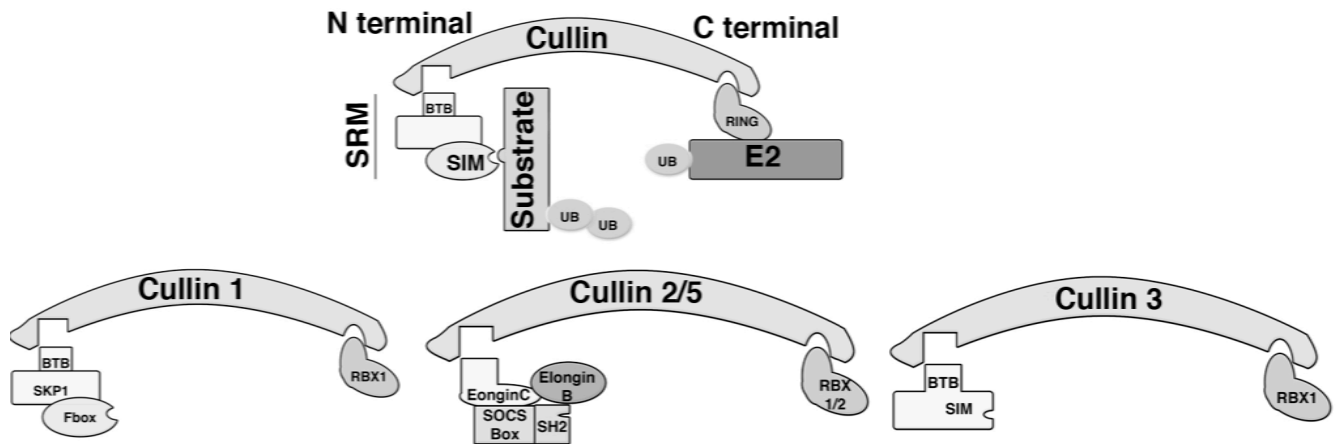 N terminal
C terminal
Cullin
SRM
BTB
SIM
Substrate
UB
UB
RING
UB
E2
Cullin 1
BTB
SKP1
Fbox
RBX1
Cullin 2/5
EonginC
Elongin
B
SOCS
Box
SH2
RBX
1/2
Cullin 3
BTB
SIM
RBX1